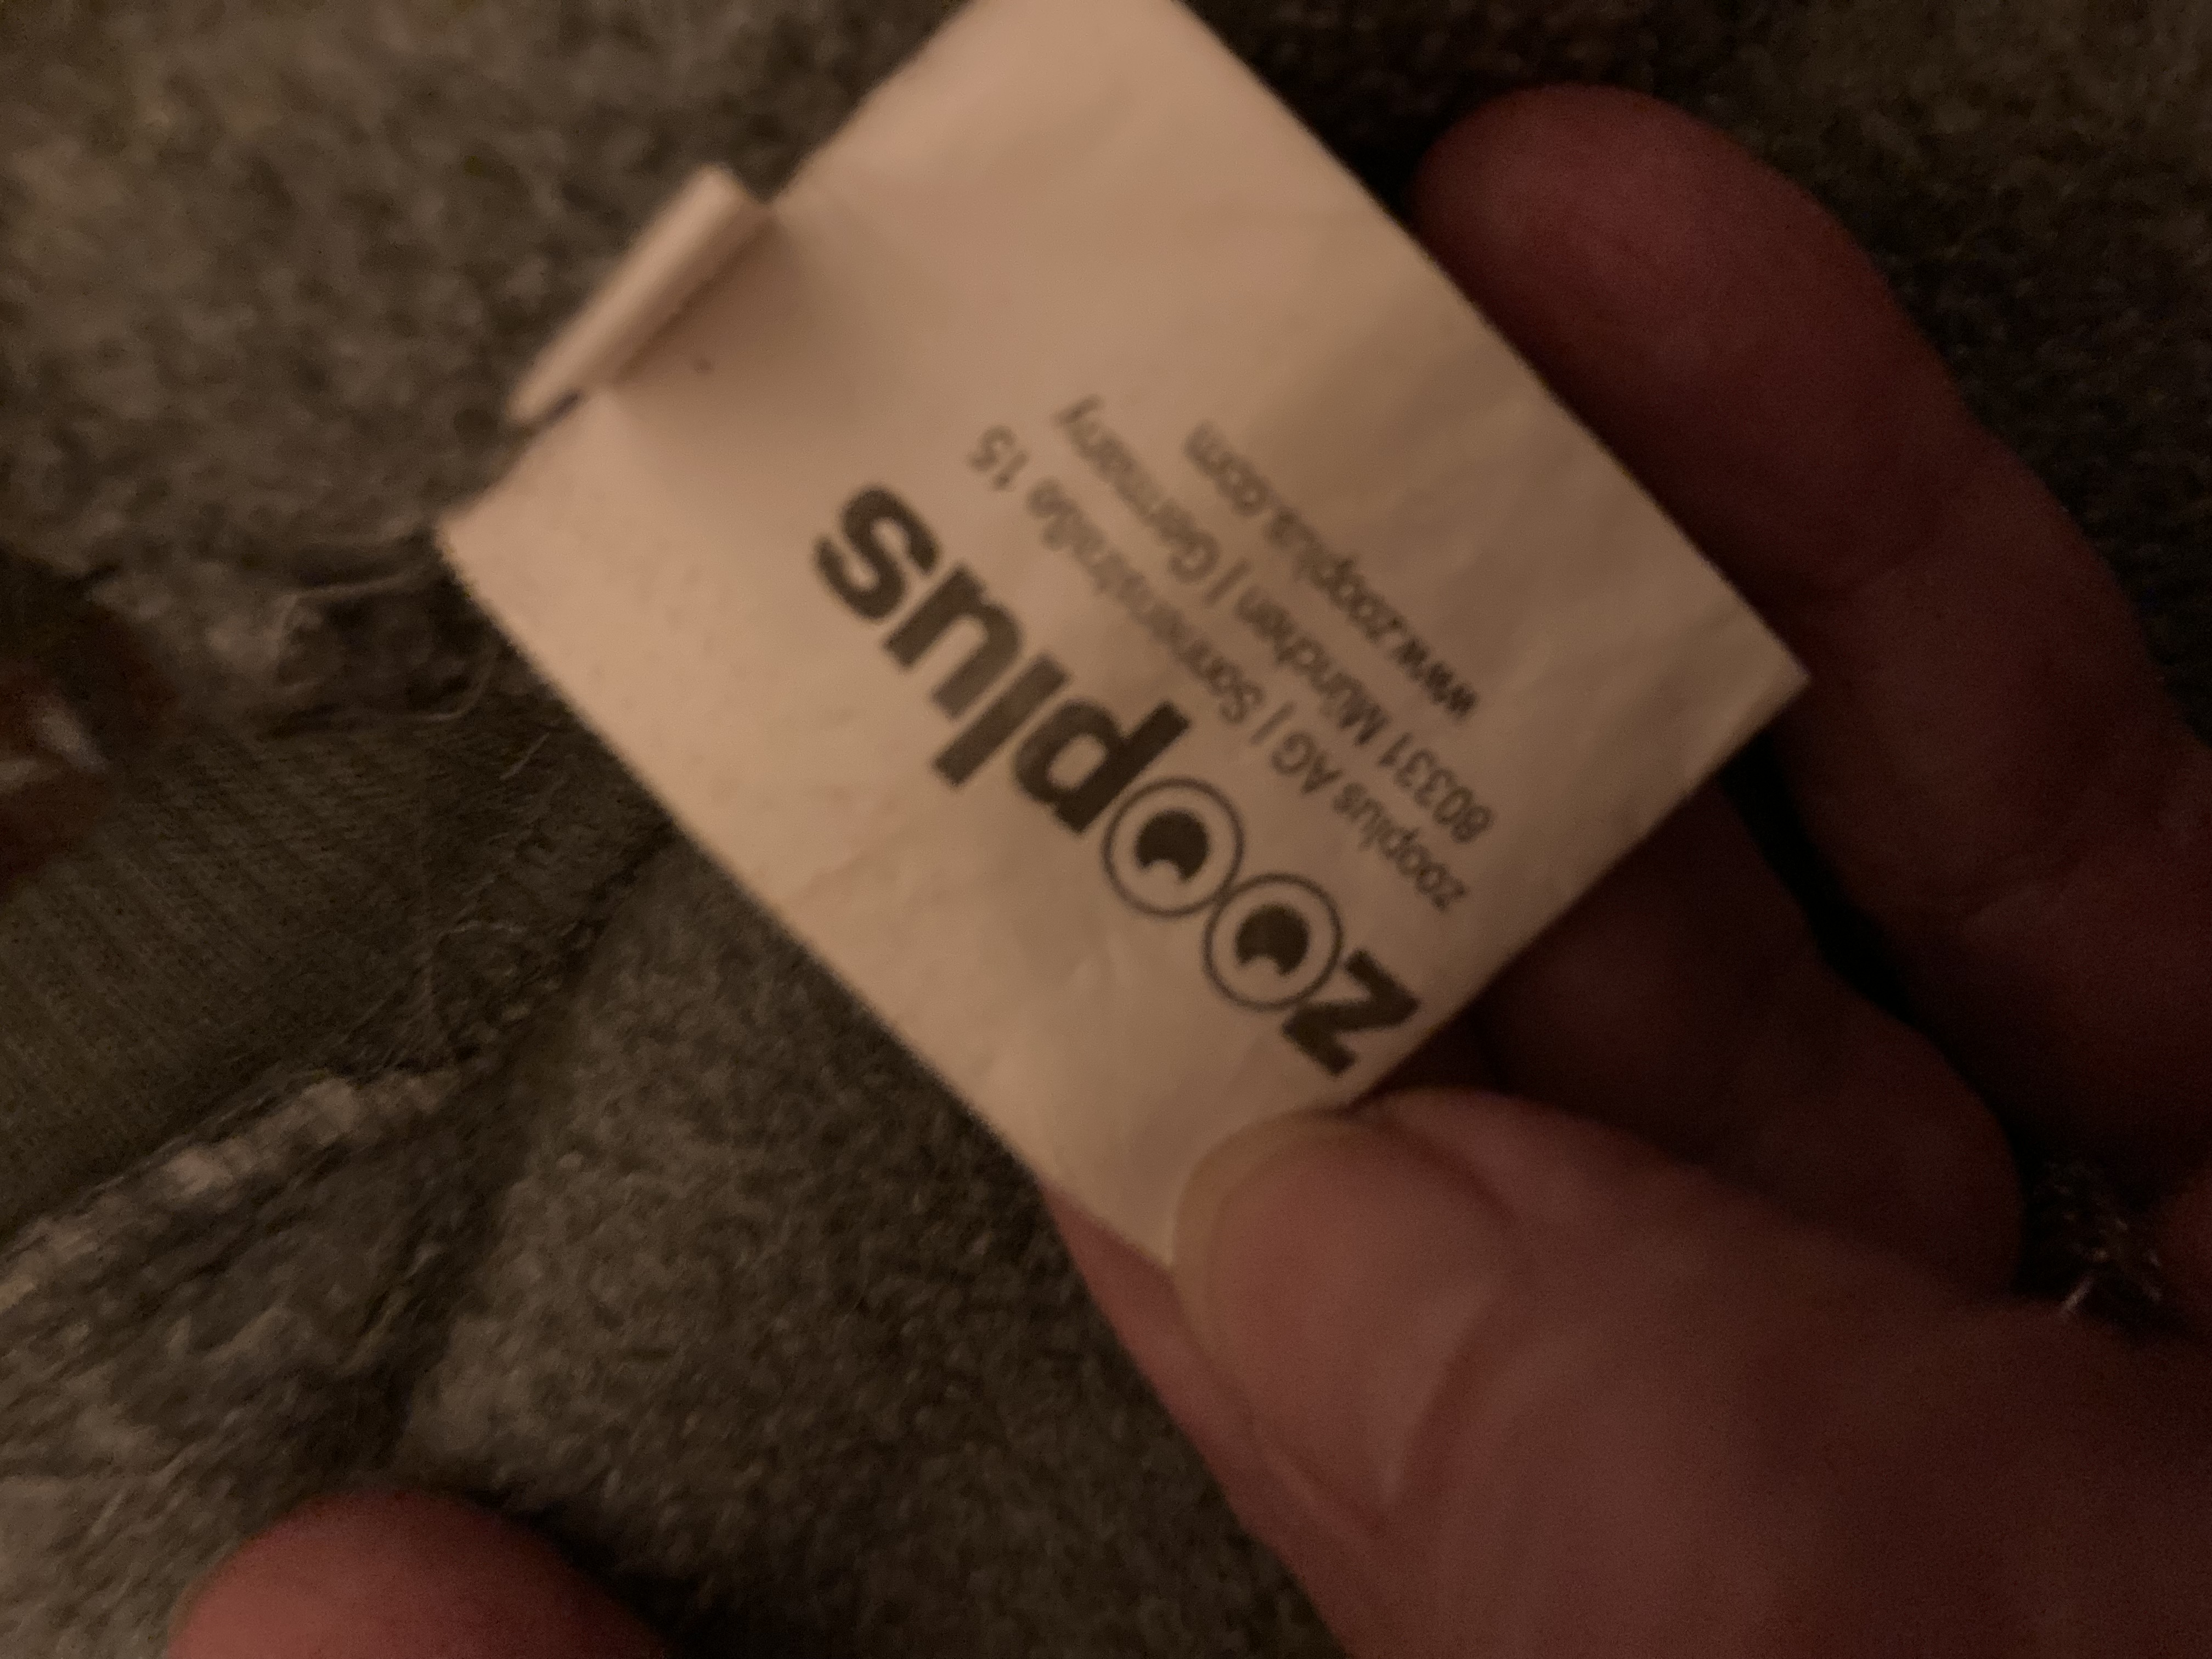 zooplus
zooplus AG | Sonnenstraße 15
80331 München | Germany
www.zooplus.com